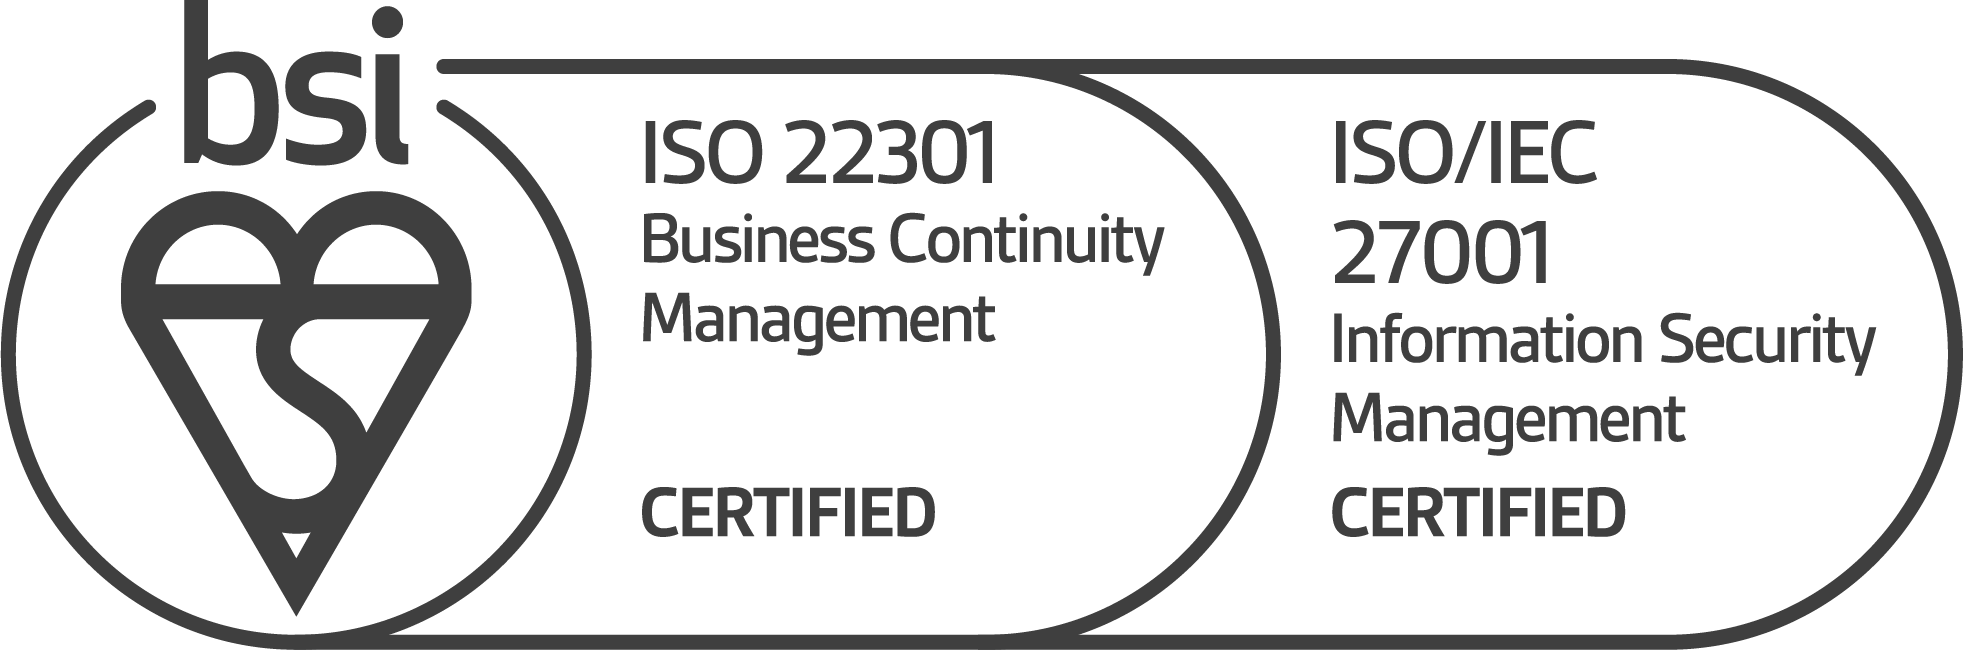 bsi
ISO 22301
Business Continuity
Management
CERTIFIED
ISO/IEC
27001
Information Security
Management
CERTIFIED